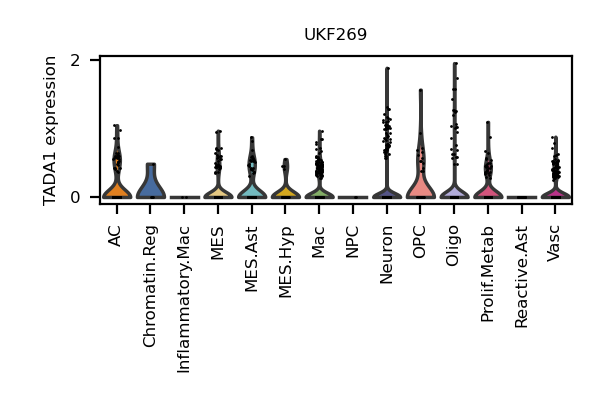 UKF269
TADA1 expression
2
0
AC
Chromatin.Reg
Inflammatory.Mac
MES
MES.Ast
MES.Hyp
Mac
NPC
Neuron
OPC
Oligo
Prolif.Metab
Reactive.Ast
Vasc